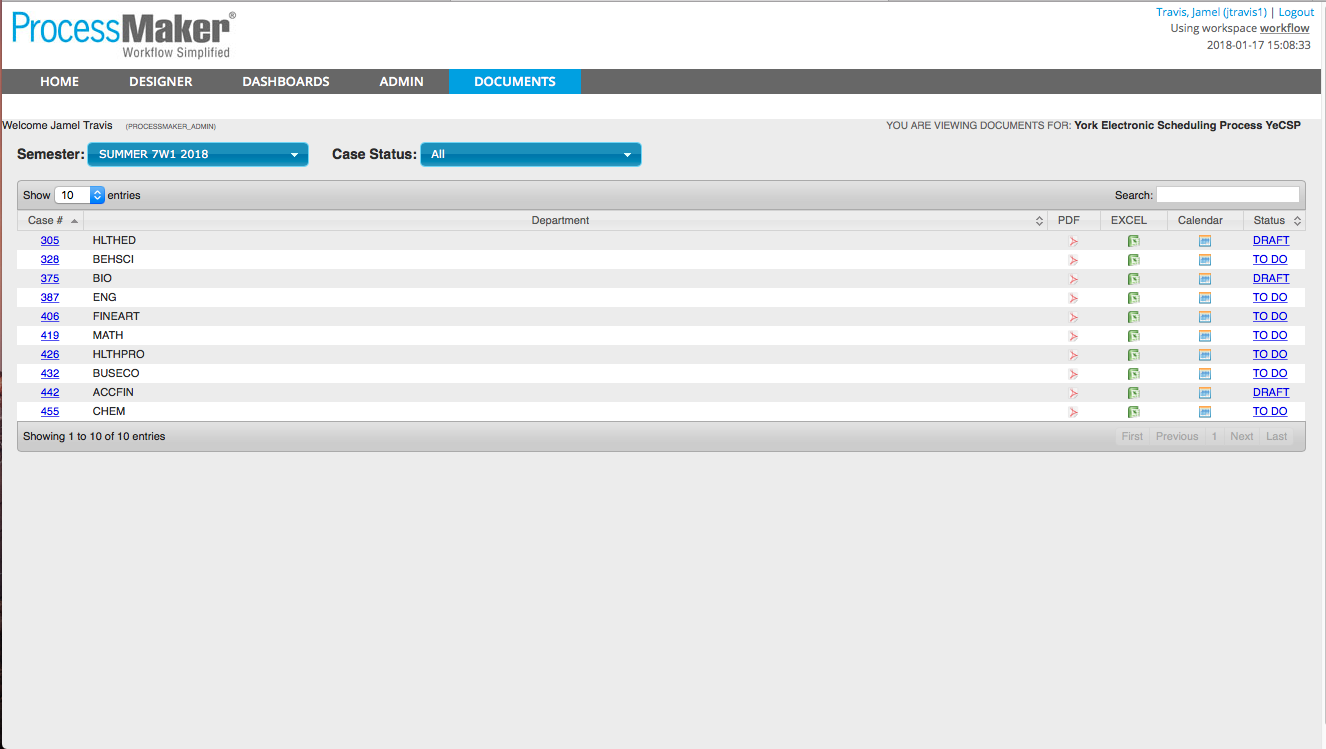 ProcessMaker®
Workflow Simplified
Travis, Jamel (jtravis1) | Logout
Using workspace workflow
2018-01-17 15:08:33
HOME DESIGNER DASHBOARDS ADMIN DOCUMENTS
Welcome Jamel Travis (PROCESSMAKER_ADMIN) YOU ARE VIEWING DOCUMENTS FOR: York Electronic Scheduling Process YeCSP
Semester: SUMMER 7W1 2018 Case Status: All
Show 10 entries Search:
Case # Department PDF EXCEL Calendar Status
305 HLTHED DRAFT
328 BEHSCI TO DO
375 BIO DRAFT
387 ENG TO DO
406 FINEART TO DO
419 MATH TO DO
426 HLTHPRO TO DO
432 BUSECO TO DO
442 ACCFIN DRAFT
455 CHEM TO DO
Showing 1 to 10 of 10 entries First Previous 1 Next Last